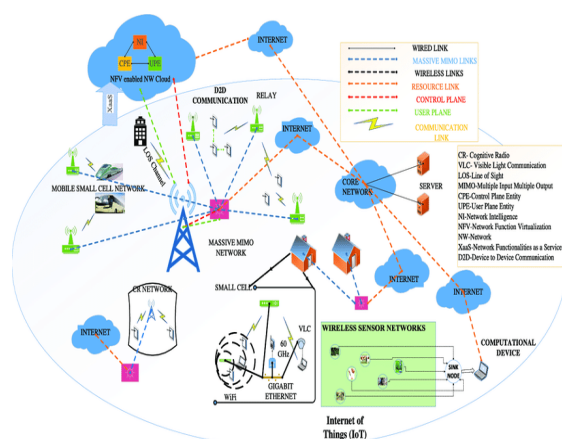 NI
CPE
UPE
NFV enabled NW Cloud
XaaS
INTERNET
WIRED LINK
MASSIVE MIMO LINKS
WIRELESS LINKS
RESOURCE LINK
CONTROL PLANE
USER PLANE
COMMUNICATION
LINK
D2D
COMMUNICATION
RELAY
LOS Channel
INTERNET
MOBILE SMALL CELL NETWORK
CORE
NETWORK
SERVER
CR- Cognitive Radio
VLC- Visible Light Communication
LOS-Line of Sight
MIMO-Multiple Input Multiple Output
CPE-Control Plane Entity
UPE-User Plane Entity
NI-Network Intelligence
NFV-Network Function Virtualization
NW-Network
XaaS-Network Functionalities as a Service
D2D-Device to Device Communication
MASSIVE MIMO
NETWORK
INTERNET
SMALL CELL
INTERNET
CR NETWORK
INTERNET
VLC
60
GHz
GIGABIT
ETHERNET
WiFi
WIRELESS SENSOR NETWORKS
SINK
NODE
COMPUTATIONAL
DEVICE
Internet of
Things (IoT)